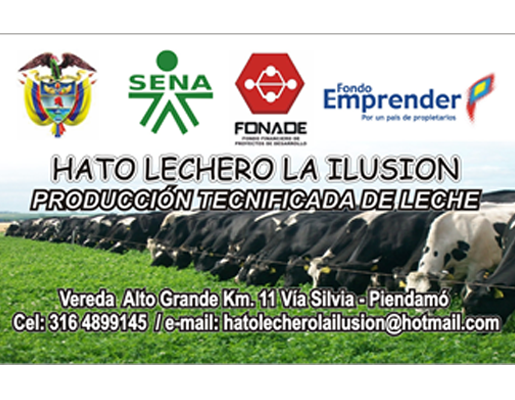 SENA
FONADE
FONDO FINANCIERO DE
PROYECTOS DE DESARROLLO
Fondo
Emprender
Por un país de propietarios
HATO LECHERO LA ILUSION
PRODUCCIÓN TECNIFICADA DE LECHE
Vereda Alto Grande Km. 11 Vía Silvia - Piendamó
Cel: 316 4899145 / e-mail: hatolecherolailusion@hotmail.com